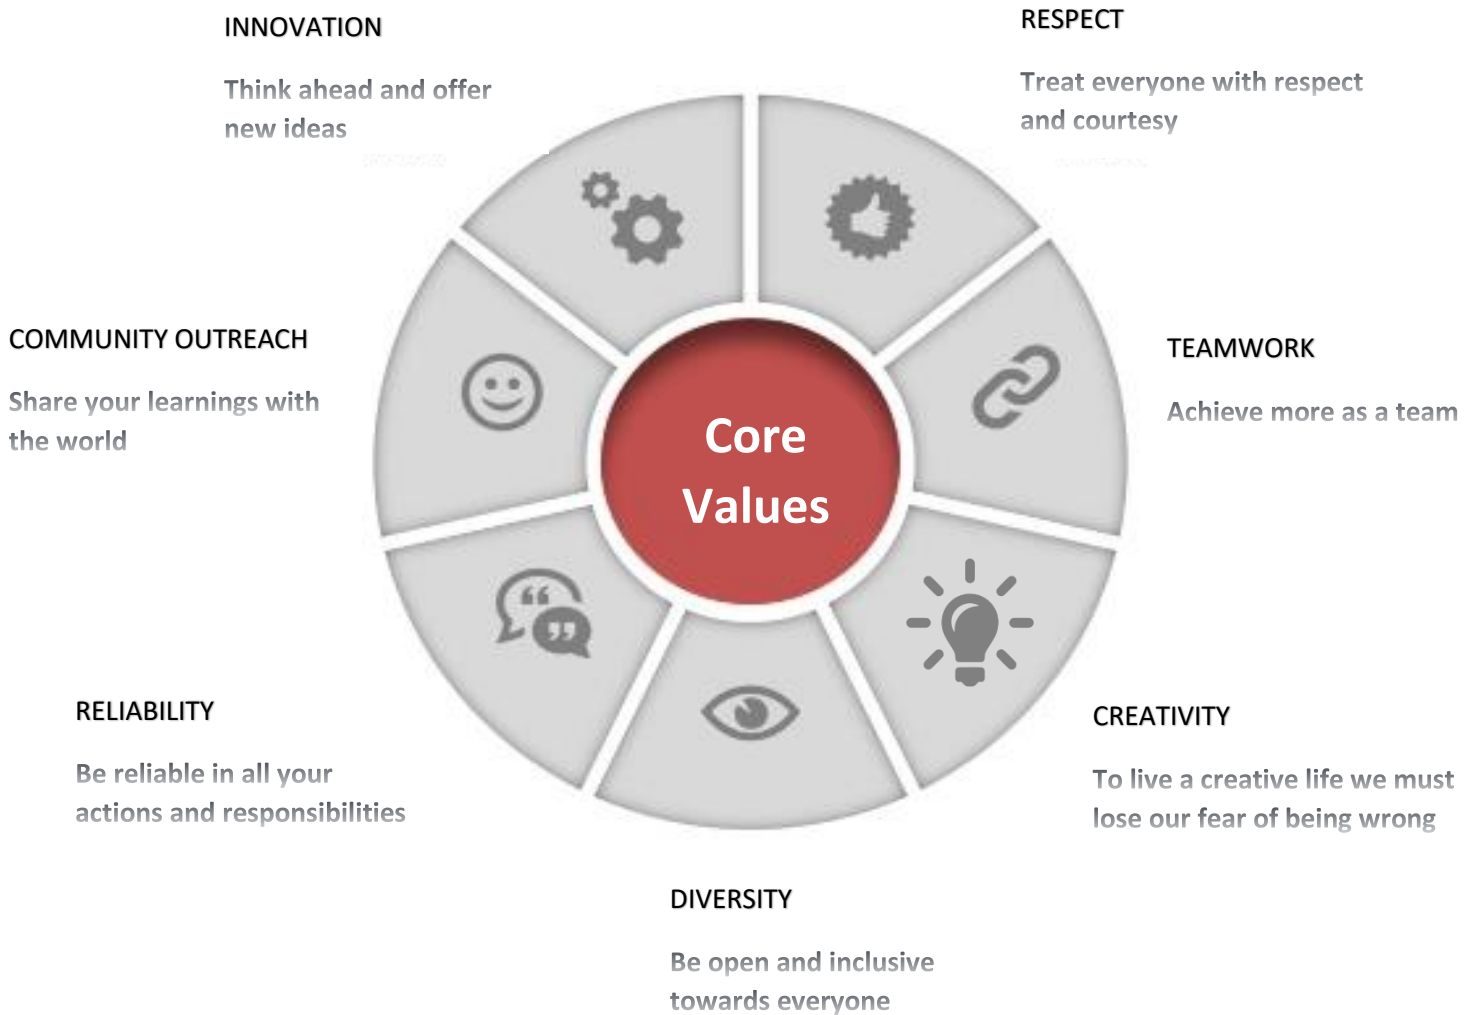 INNOVATION
Think ahead and offer
new ideas
RESPECT
Treat everyone with respect
and courtesy
COMMUNITY OUTREACH
Share your learnings with
the world
TEAMWORK
Achieve more as a team
Core
Values
RELIABILITY
Be reliable in all your
actions and responsibilities
CREATIVITY
To live a creative life we must
lose our fear of being wrong
DIVERSITY
Be open and inclusive
towards everyone